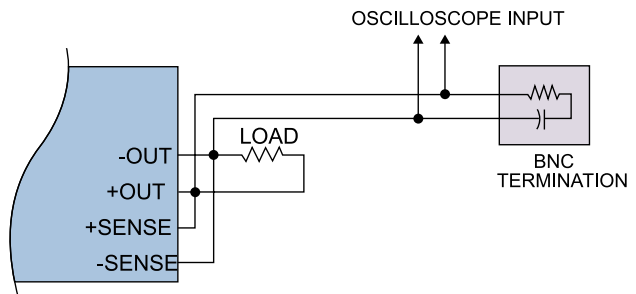 OSCILLOSCOPE INPUT
LOAD
-OUT
+OUT
+SENSE
-SENSE
BNC
TERMINATION